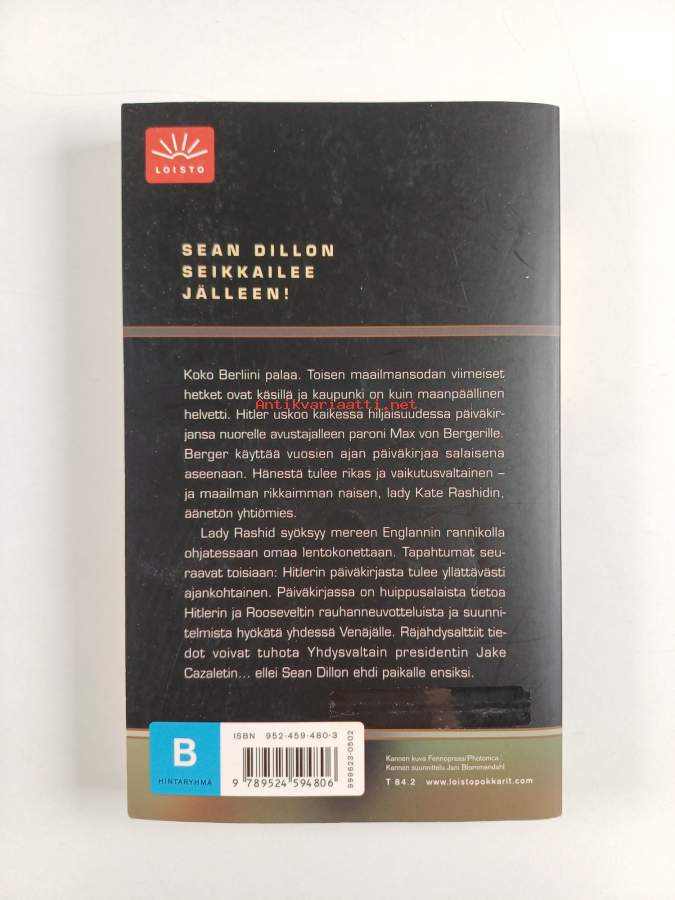 LOISTO
SEAN DILLON
SEIKKAILEE
JÄLLEEN!
Koko Berliini palaa. Toisen maailmansodan viimeiset
hetket ovat käsillä ja kaupunki on kuin maanpäällinen
helvetti. Hitler uskoo kaikessa hiljaisuudessa päiväkir-
Antikvariaatti.net
jansa nuorelle avustajalleen paroni Max von Bergerille.
Berger käyttää vuosien ajan päiväkirjaa salaisena
aseenaan. Hänestä tulee rikas ja vaikutusvaltainen –
ja maailman rikkaimman naisen, lady Kate Rashidin,
äänetön yhtiömies.
Lady Rashid syöksyy mereen Englannin rannikolla
ohjatessaan omaa lentokonettaan. Tapahtumat seu-
raavat toisiaan: Hitlerin päiväkirjasta tulee yllättävästi
ajankohtainen. Päiväkirjassa on huippusalaista tietoa
Hitlerin ja Rooseveltin rauhanneuvotteluista ja suunni-
telmista hyökätä yhdessä Venäjälle. Räjähdysalttiit tie-
dot voivat tuhota Yhdysvaltain presidentin Jake
Cazaletin... ellei Sean Dillon ehdi paikalle ensiksi.
B
HINTARYHMÄ
ISBN 952-459-480-3
9 789524 594806
999623-0502
Kannen kuva Fennopress/Photonica
Kannen suunnittelu Jani Blommendahl
T 84.2 www.loistopokkarit.com